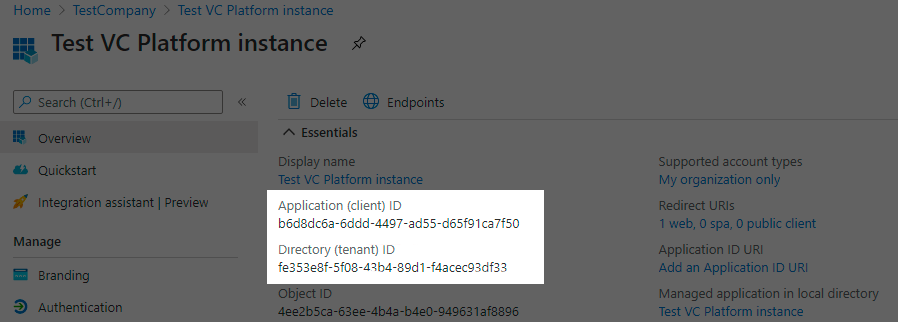 Home > TestCompany > Test VC Platform instance
Test VC Platform instance
Search (Ctrl+/)
«
Overview
Quickstart
Integration assistant | Preview
Manage
Branding
Authentication
Delete
Endpoints
Essentials
Display name
Test VC Platform instance
Application (client) ID
b6d8dc6a-6ddd-4497-ad55-d65f91ca7f50
Directory (tenant) ID
fe353e8f-5f08-43b4-89d1-f4acec93df33
Object ID
4ee2b5ca-63ee-4b4a-b4e0-949631af8896
Supported account types
My organization only
Redirect URIs
1 web, 0 spa, 0 public client
Application ID URI
Add an Application ID URI
Managed application in local directory
Test VC Platform instance